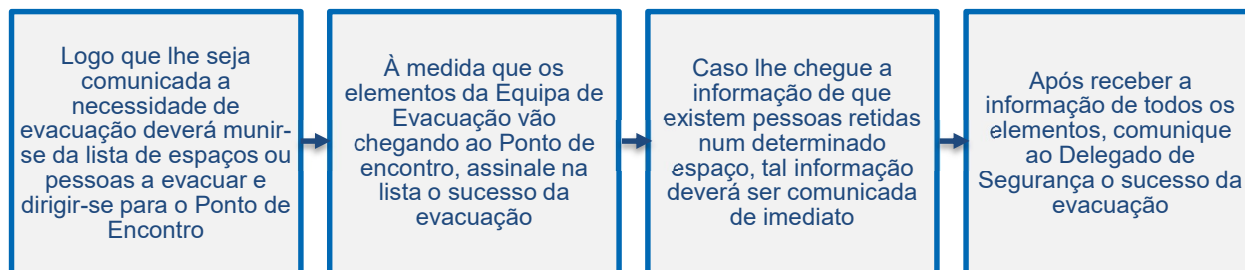 Logo que lhe seja
comunicada a
necessidade de
evacuação deverá munir-
se da lista de espaços ou
pessoas a evacuar e
dirigir-se para o Ponto de
Encontro
À medida que os
elementos da Equipa de
Evacuação vão
chegando ao Ponto de
encontro, assinale na
lista o sucesso da
evacuação
Caso lhe chegue a
informação de que
existem pessoas retidas
num determinado
espaço, tal informação
deverá ser comunicada
de imediato
Após receber a
informação de todos os
elementos, comunique
ao Delegado de
Segurança o sucesso da
evacuação